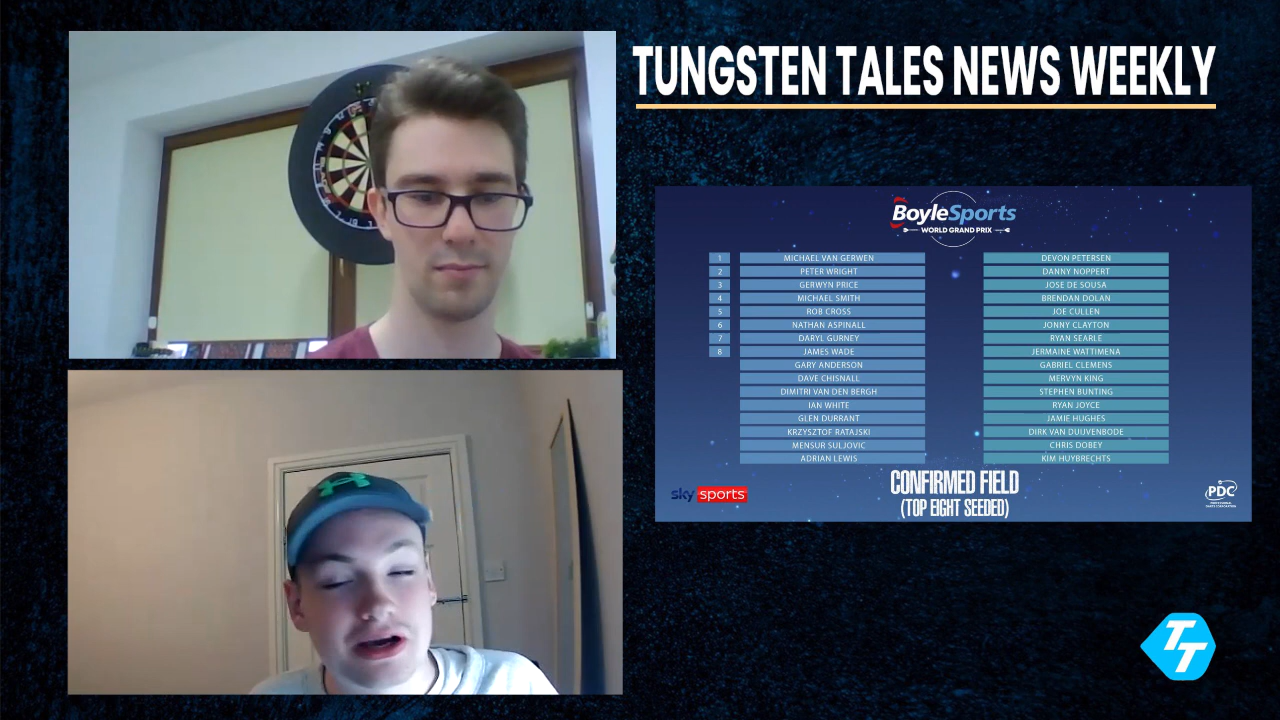 TUNGSTEN TALES NEWS WEEKLY
BoyleSports
WORLD GRAND PRIX
1 MICHAEL VAN GERWEN DEVON PETERSEN
2 PETER WRIGHT DANNY NOPPERT
3 GERWYN PRICE JOSE DE SOUSA
4 MICHAEL SMITH BRENDAN DOLAN
5 ROB CROSS JOE CULLEN
6 NATHAN ASPINALL JONNY CLAYTON
7 DARYL GURNEY RYAN SEARLE
8 JAMES WADE JERMAINE WATTIMENA
GARY ANDERSON GABRIEL CLEMENS
DAVE CHISNALL MERVYN KING
DIMITRI VAN DEN BERGH STEPHEN BUNTING
IAN WHITE RYAN JOYCE
GLEN DURRANT JAMIE HUGHES
KRZYSZTOF RATAJSKI DIRK VAN DUIJVENBODE
MENSUR SULJOVIC CHRIS DOBEY
ADRIAN LEWIS KIM HUYBRECHTS
CONFIRMED FIELD
(TOP EIGHT SEEDED)
sky sports
PDC
TT